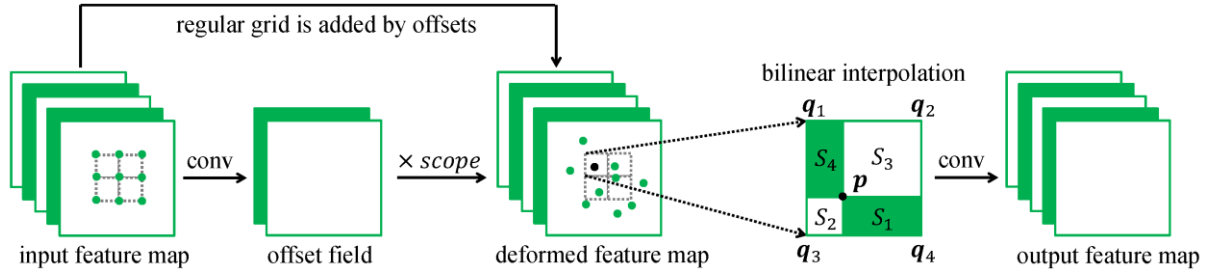 regular grid is added by offsets
bilinear interpolation
q₁ q₂
S₄ S₃
conv × scope conv
p
S₂ S₁
q₃ q₄
input feature map offset field deformed feature map output feature map